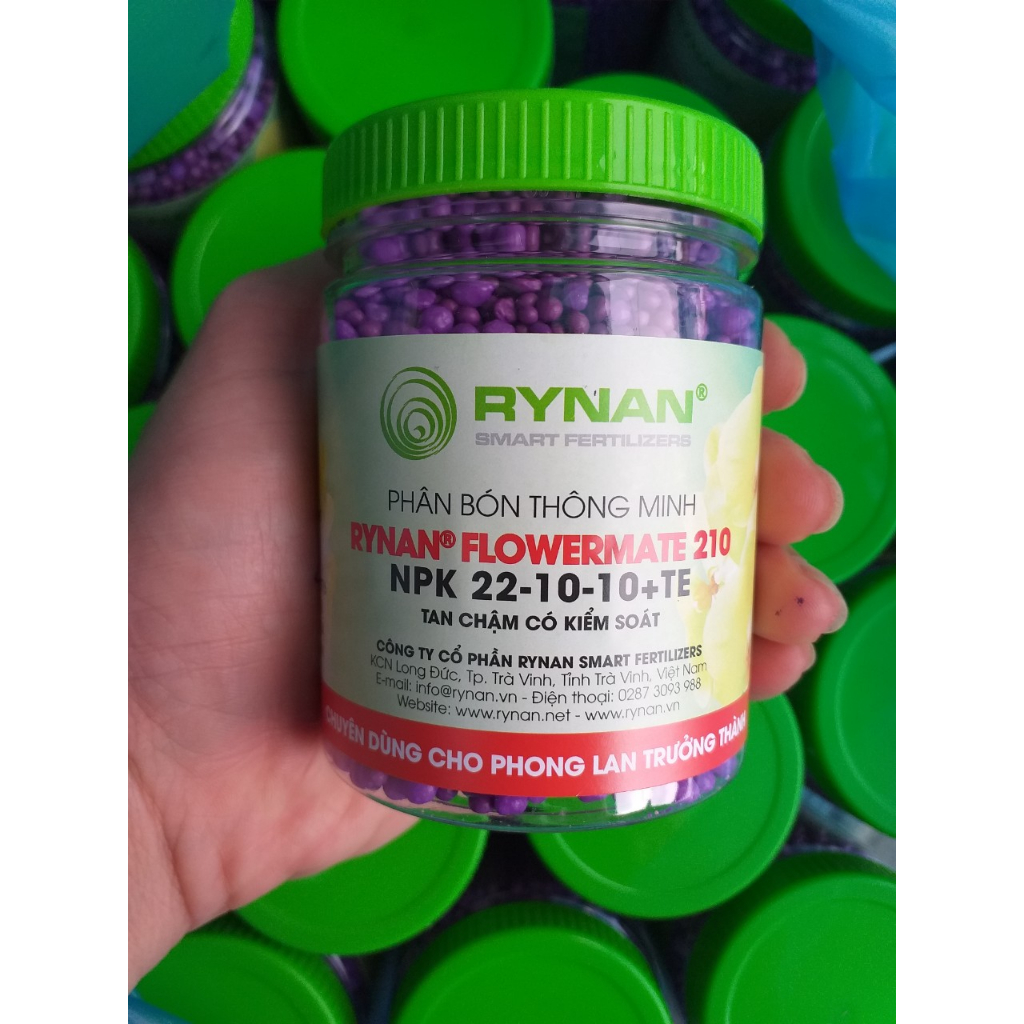 RYNAN®
SMART FERTILIZERS
PHÂN BÓN THÔNG MINH
RYNAN® FLOWERMATE 210
NPK 22-10-10+TE
TAN CHẬM CÓ KIỂM SOÁT
CÔNG TY CỔ PHẦN RYNAN SMART FERTILIZERS
KCN Long Đức, Tp. Trà Vinh, Tỉnh Trà Vinh, Việt Nam
E-mail: info@rynan.vn - Điện thoại: 0287 3093 988
Website: www.rynan.net - www.rynan.vn
CHUYÊN DÙNG CHO PHONG LAN TRƯỞNG THÀNH